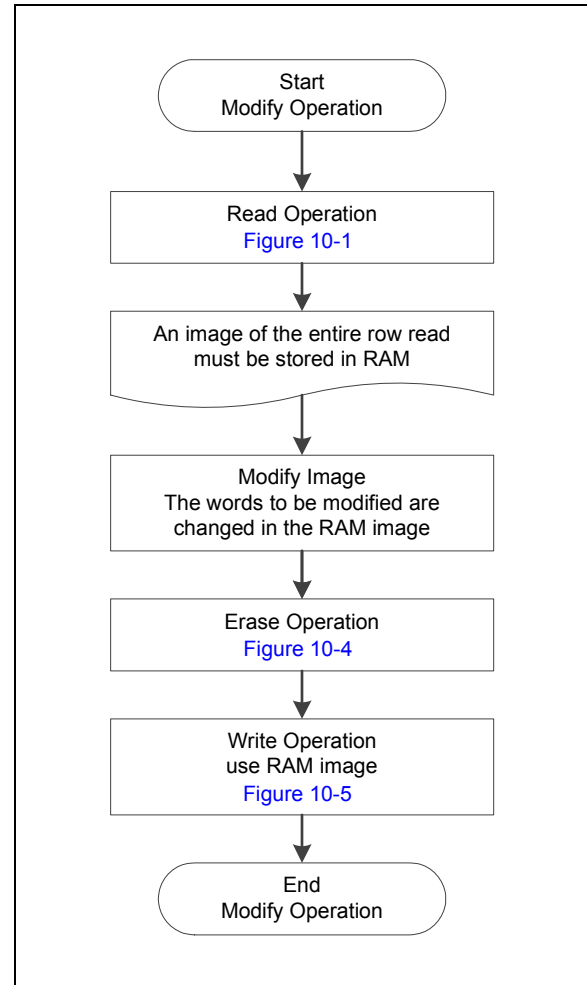 Start
Modify Operation
Read Operation
Figure 10-1
An image of the entire row read
must be stored in RAM
Modify Image
The words to be modified are
changed in the RAM image
Erase Operation
Figure 10-4
Write Operation
use RAM image
Figure 10-5
End
Modify Operation